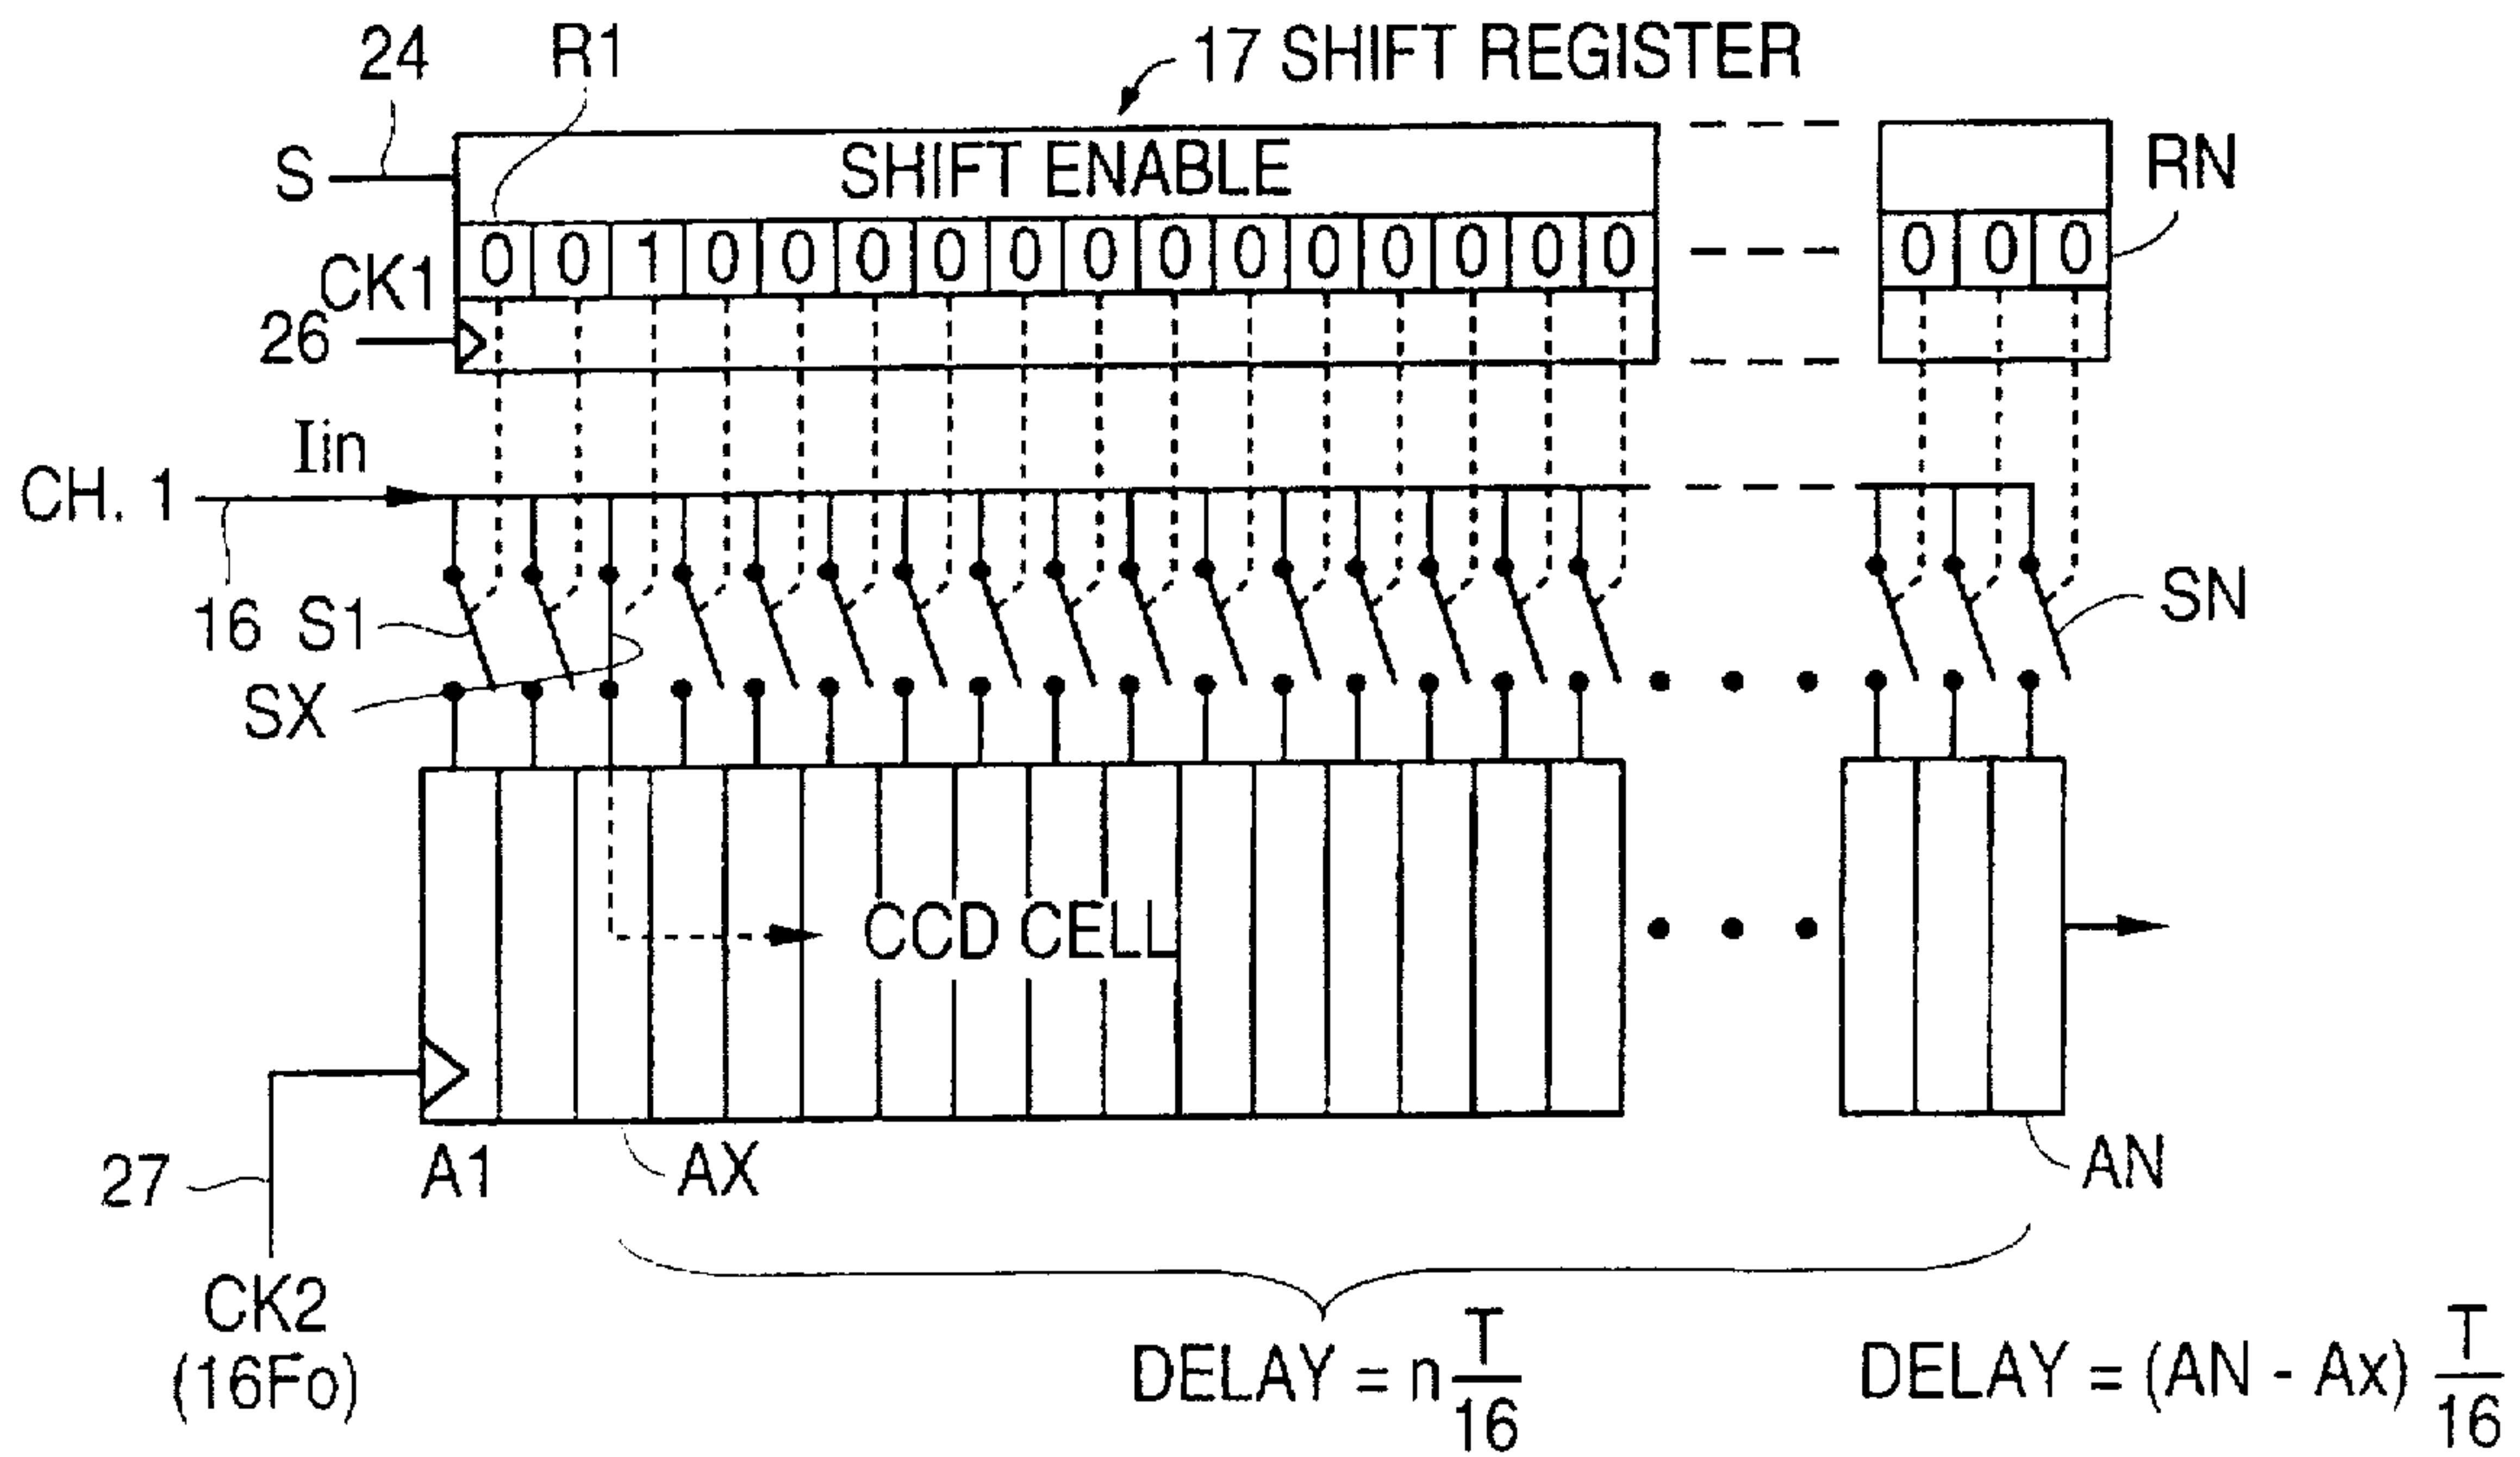 24 R1 17 SHIFT REGISTER
S SHIFT ENABLE RN
0 0 1 0 0 0 0 0 0 0 0 0 0 0 0 0 0 0 0
CK1
26
Iin
CH. 1
16 S1 SN
SX
CCD CELL
27 A1 AX AN
CK2
(16Fo)
DELAY = n T/16 DELAY = (AN - Ax) T/16